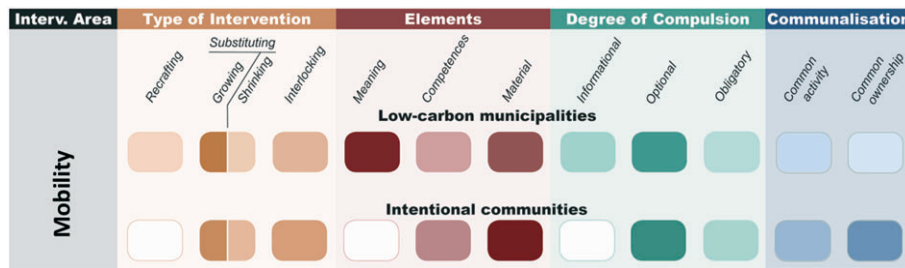 Interv. Area Type of Intervention Elements Degree of Compulsion Communalisation
Substituting
Recrafting Growing Shrinking Interlocking Meaning Competences Material Informational Optional Obligatory Common activity Common ownership
Low-carbon municipalities
Mobility
Intentional communities